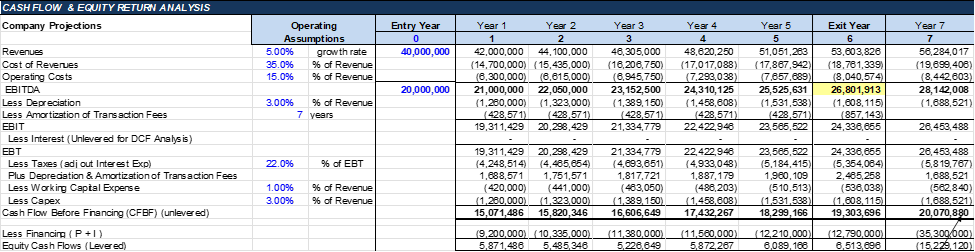 CASH FLOW & EQUITY RETURN ANALYSIS
Company Projections Operating Entry Year Year 1 Year 2 Year 3 Year 4 Year 5 Exit Year Year 7
Assumptions 0 1 2 3 4 5 6 7
Revenues 5.00% growth rate 40,000,000 42,000,000 44,100,000 46,305,000 48,620,250 51,051,263 53,603,826 56,284,017
Cost of Revenues 35.0% % of Revenue (14,700,000) (15,435,000) (16,206,750) (17,017,088) (17,867,942) (18,761,339) (19,699,406)
Operating Costs 15.0% % of Revenue (6,300,000) (6,615,000) (6,945,750) (7,293,038) (7,657,689) (8,040,574) (8,442,603)
EBITDA 20,000,000 21,000,000 22,050,000 23,152,500 24,310,125 25,525,631 26,801,913 28,142,008
Less Depreciation 3.00% % of Revenue (1,260,000) (1,323,000) (1,389,150) (1,458,608) (1,531,538) (1,608,115) (1,688,521)
Less Amortization of Transaction Fees 7 years (428,571) (428,571) (428,571) (428,571) (428,571) (857,143)
EBIT 19,311,429 20,298,429 21,334,779 22,422,946 23,565,522 24,336,655 26,453,488
Less Interest (Unlevered for DCF Analysis) - - - - - - -
EBT 19,311,429 20,298,429 21,334,779 22,422,946 23,565,522 24,336,655 26,453,488
Less Taxes (adj out Interest Exp) 22.0% % of EBT (4,248,514) (4,465,654) (4,693,651) (4,933,048) (5,184,415) (5,354,064) (5,819,767)
Plus Depreciation & Amortization of Transaction Fees 1,688,571 1,751,571 1,817,721 1,887,179 1,960,109 2,465,258 1,688,521
Less Working Capital Expense 1.00% % of Revenue (420,000) (441,000) (463,050) (486,203) (510,513) (536,038) (562,840)
Less Capex 3.00% % of Revenue (1,260,000) (1,323,000) (1,389,150) (1,458,608) (1,531,538) (1,608,115) (1,688,521)
Cash Flow Before Financing (CFBF) (unlevered) 15,071,486 15,820,346 16,606,649 17,432,267 18,299,166 19,303,696 20,070,880
Less Financing ( P + I ) (9,200,000) (10,335,000) (11,380,000) (11,560,000) (12,210,000) (12,790,000) (35,300,000)
Equity Cash Flows (Levered) 5,871,486 5,485,346 5,226,649 5,872,267 6,089,166 6,513,696 (15,229,120)